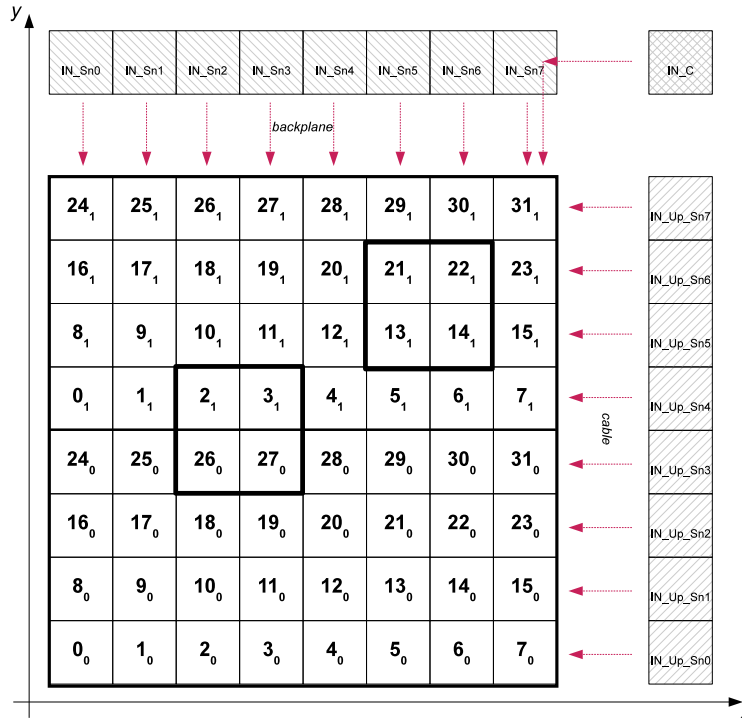 y
IN_Sn0 IN_Sn1 IN_Sn2 IN_Sn3 IN_Sn4 IN_Sn5 IN_Sn6 IN_Sn7 IN_C
backplane
24₁ 25₁ 26₁ 27₁ 28₁ 29₁ 30₁ 31₁ IN_Up_Sn7
16₁ 17₁ 18₁ 19₁ 20₁ 21₁ 22₁ 23₁ IN_Up_Sn6
8₁ 9₁ 10₁ 11₁ 12₁ 13₁ 14₁ 15₁ IN_Up_Sn5
0₁ 1₁ 2₁ 3₁ 4₁ 5₁ 6₁ 7₁ IN_Up_Sn4
cable
24₀ 25₀ 26₀ 27₀ 28₀ 29₀ 30₀ 31₀ IN_Up_Sn3
16₀ 17₀ 18₀ 19₀ 20₀ 21₀ 22₀ 23₀ IN_Up_Sn2
8₀ 9₀ 10₀ 11₀ 12₀ 13₀ 14₀ 15₀ IN_Up_Sn1
0₀ 1₀ 2₀ 3₀ 4₀ 5₀ 6₀ 7₀ IN_Up_Sn0